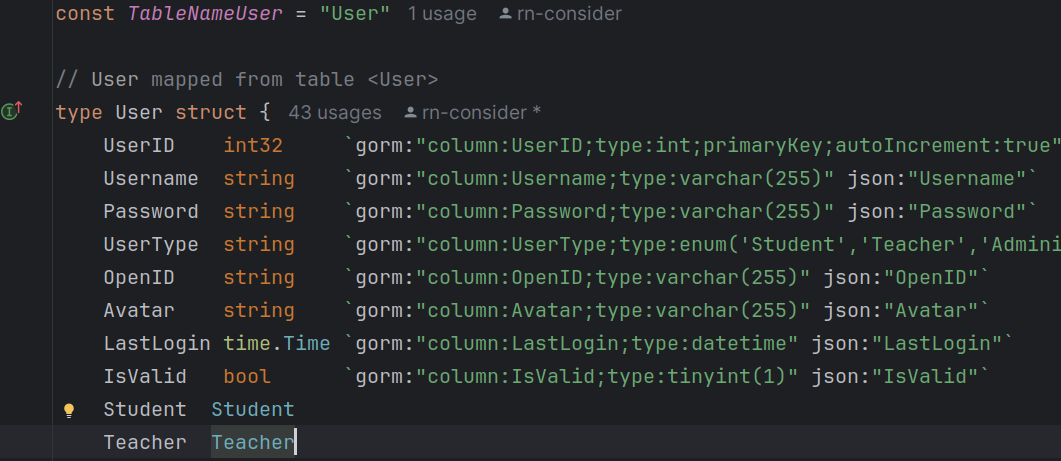 const TableNameUser = "User" 1 usage rn-consider
// User mapped from table <User>
type User struct { 43 usages rn-consider *
UserID int32 `gorm:"column:UserID;type:int;primaryKey;autoIncrement:true"
Username string `gorm:"column:Username;type:varchar(255)" json:"Username"`
Password string `gorm:"column:Password;type:varchar(255)" json:"Password"`
UserType string `gorm:"column:UserType;type:enum('Student','Teacher','Admini
OpenID string `gorm:"column:OpenID;type:varchar(255)" json:"OpenID"`
Avatar string `gorm:"column:Avatar;type:varchar(255)" json:"Avatar"`
LastLogin time.Time `gorm:"column:LastLogin;type:datetime" json:"LastLogin"`
IsValid bool `gorm:"column:IsValid;type:tinyint(1)" json:"IsValid"`
Student Student
Teacher Teacher